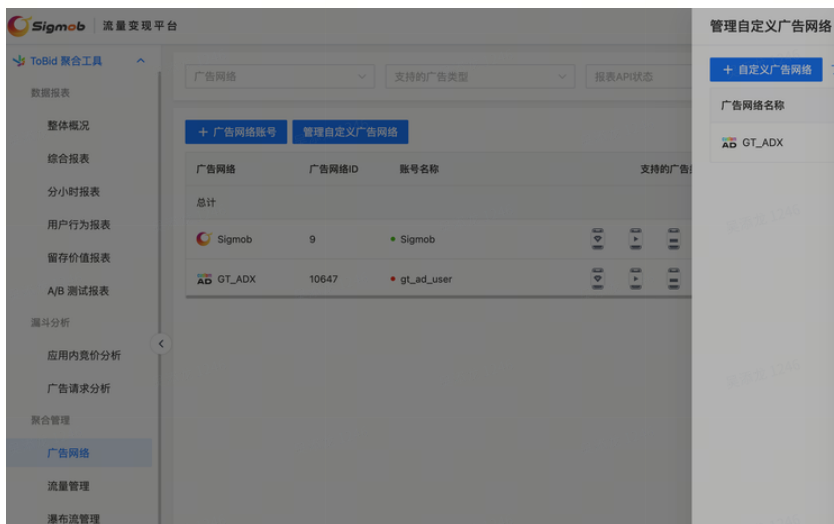 Sigmob 流量变现平台
管理自定义广告网络
ToBid 聚合工具
+ 自定义广告网络
广告网络 支持的广告类型 报表API状态
数据报表
广告网络名称
整体概况
+ 广告网络账号 管理自定义广告网络
AD GT_ADX
综合报表
广告网络 广告网络ID 账号名称 支持的广告
分小时报表
总计
用户行为报表
Sigmob 9 Sigmob
留存价值报表
AD GT_ADX 10647 gt_ad_user
A/B 测试报表
漏斗分析
应用内竞价分析
广告请求分析
聚合管理
广告网络
流量管理
瀑布流管理